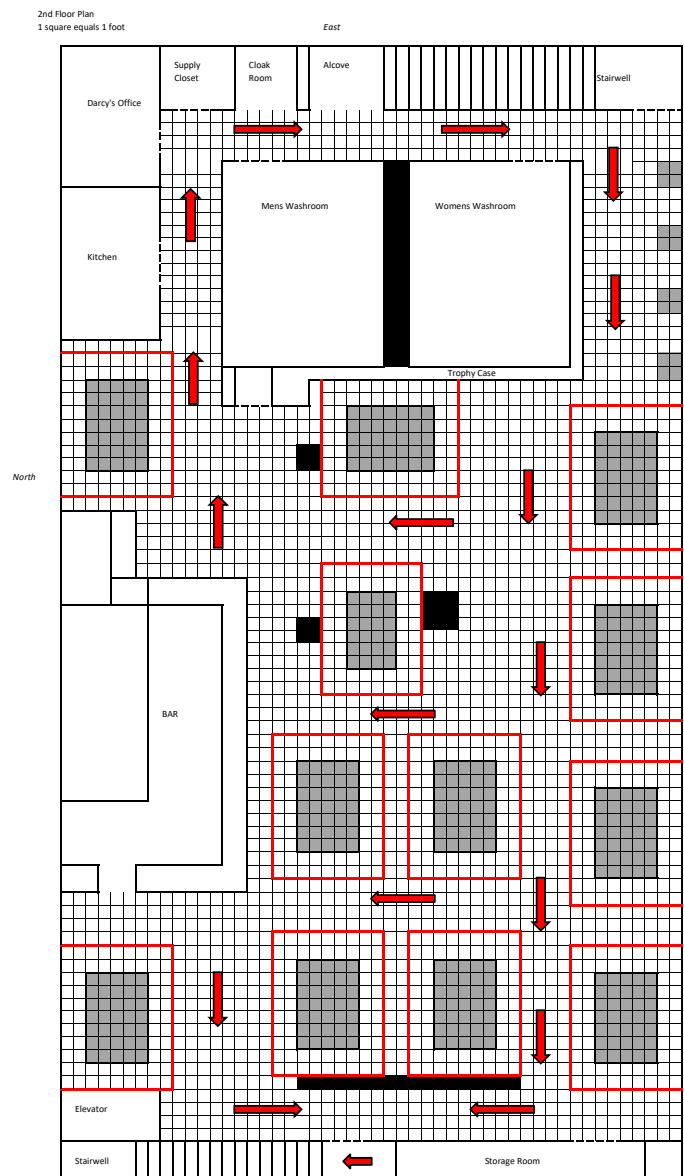 2nd Floor Plan
1 square equals 1 foot
East
Supply
Closet
Cloak
Room
Alcove
Stairwell
Darcy's Office
Mens Washroom
Womens Washroom
Kitchen
Trophy Case
North
BAR
Elevator
Stairwell
Storage Room